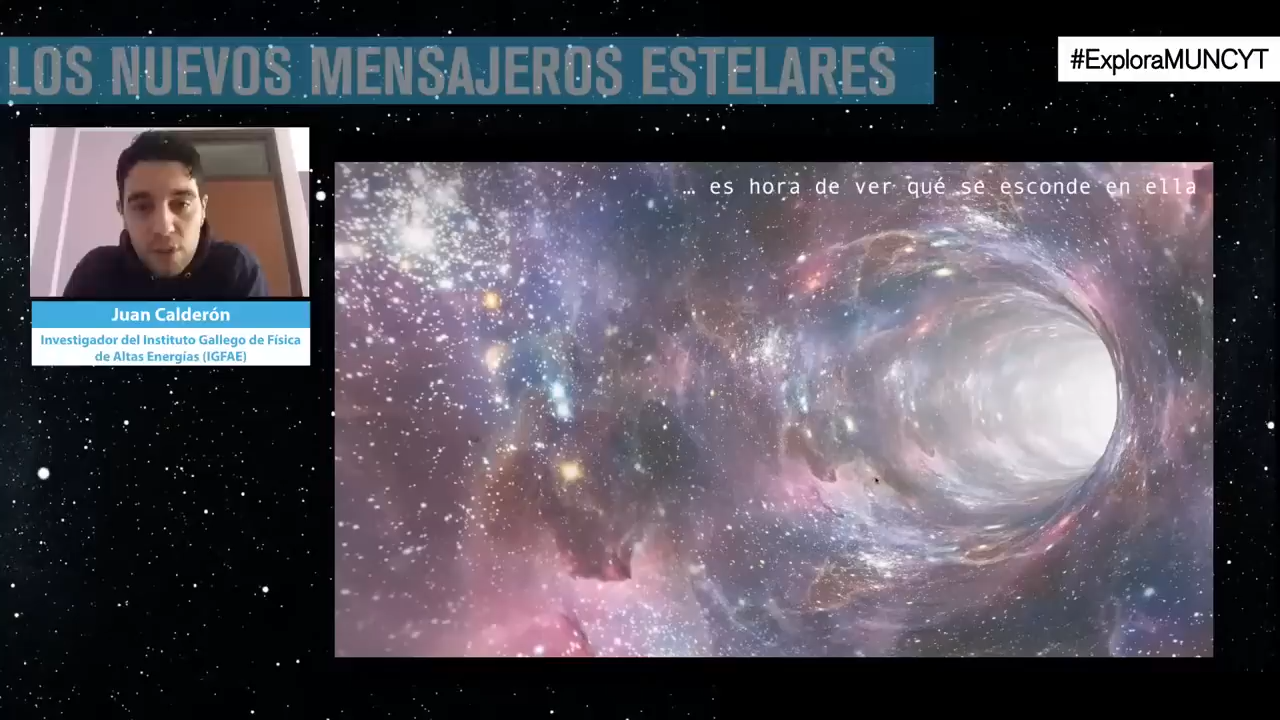 LOS NUEVOS MENSAJEROS ESTELARES
#ExploraMUNCYT
... es hora de ver qué se esconde en ella
Juan Calderón
Investigador del Instituto Gallego de Física
de Altas Energías (IGFAE)